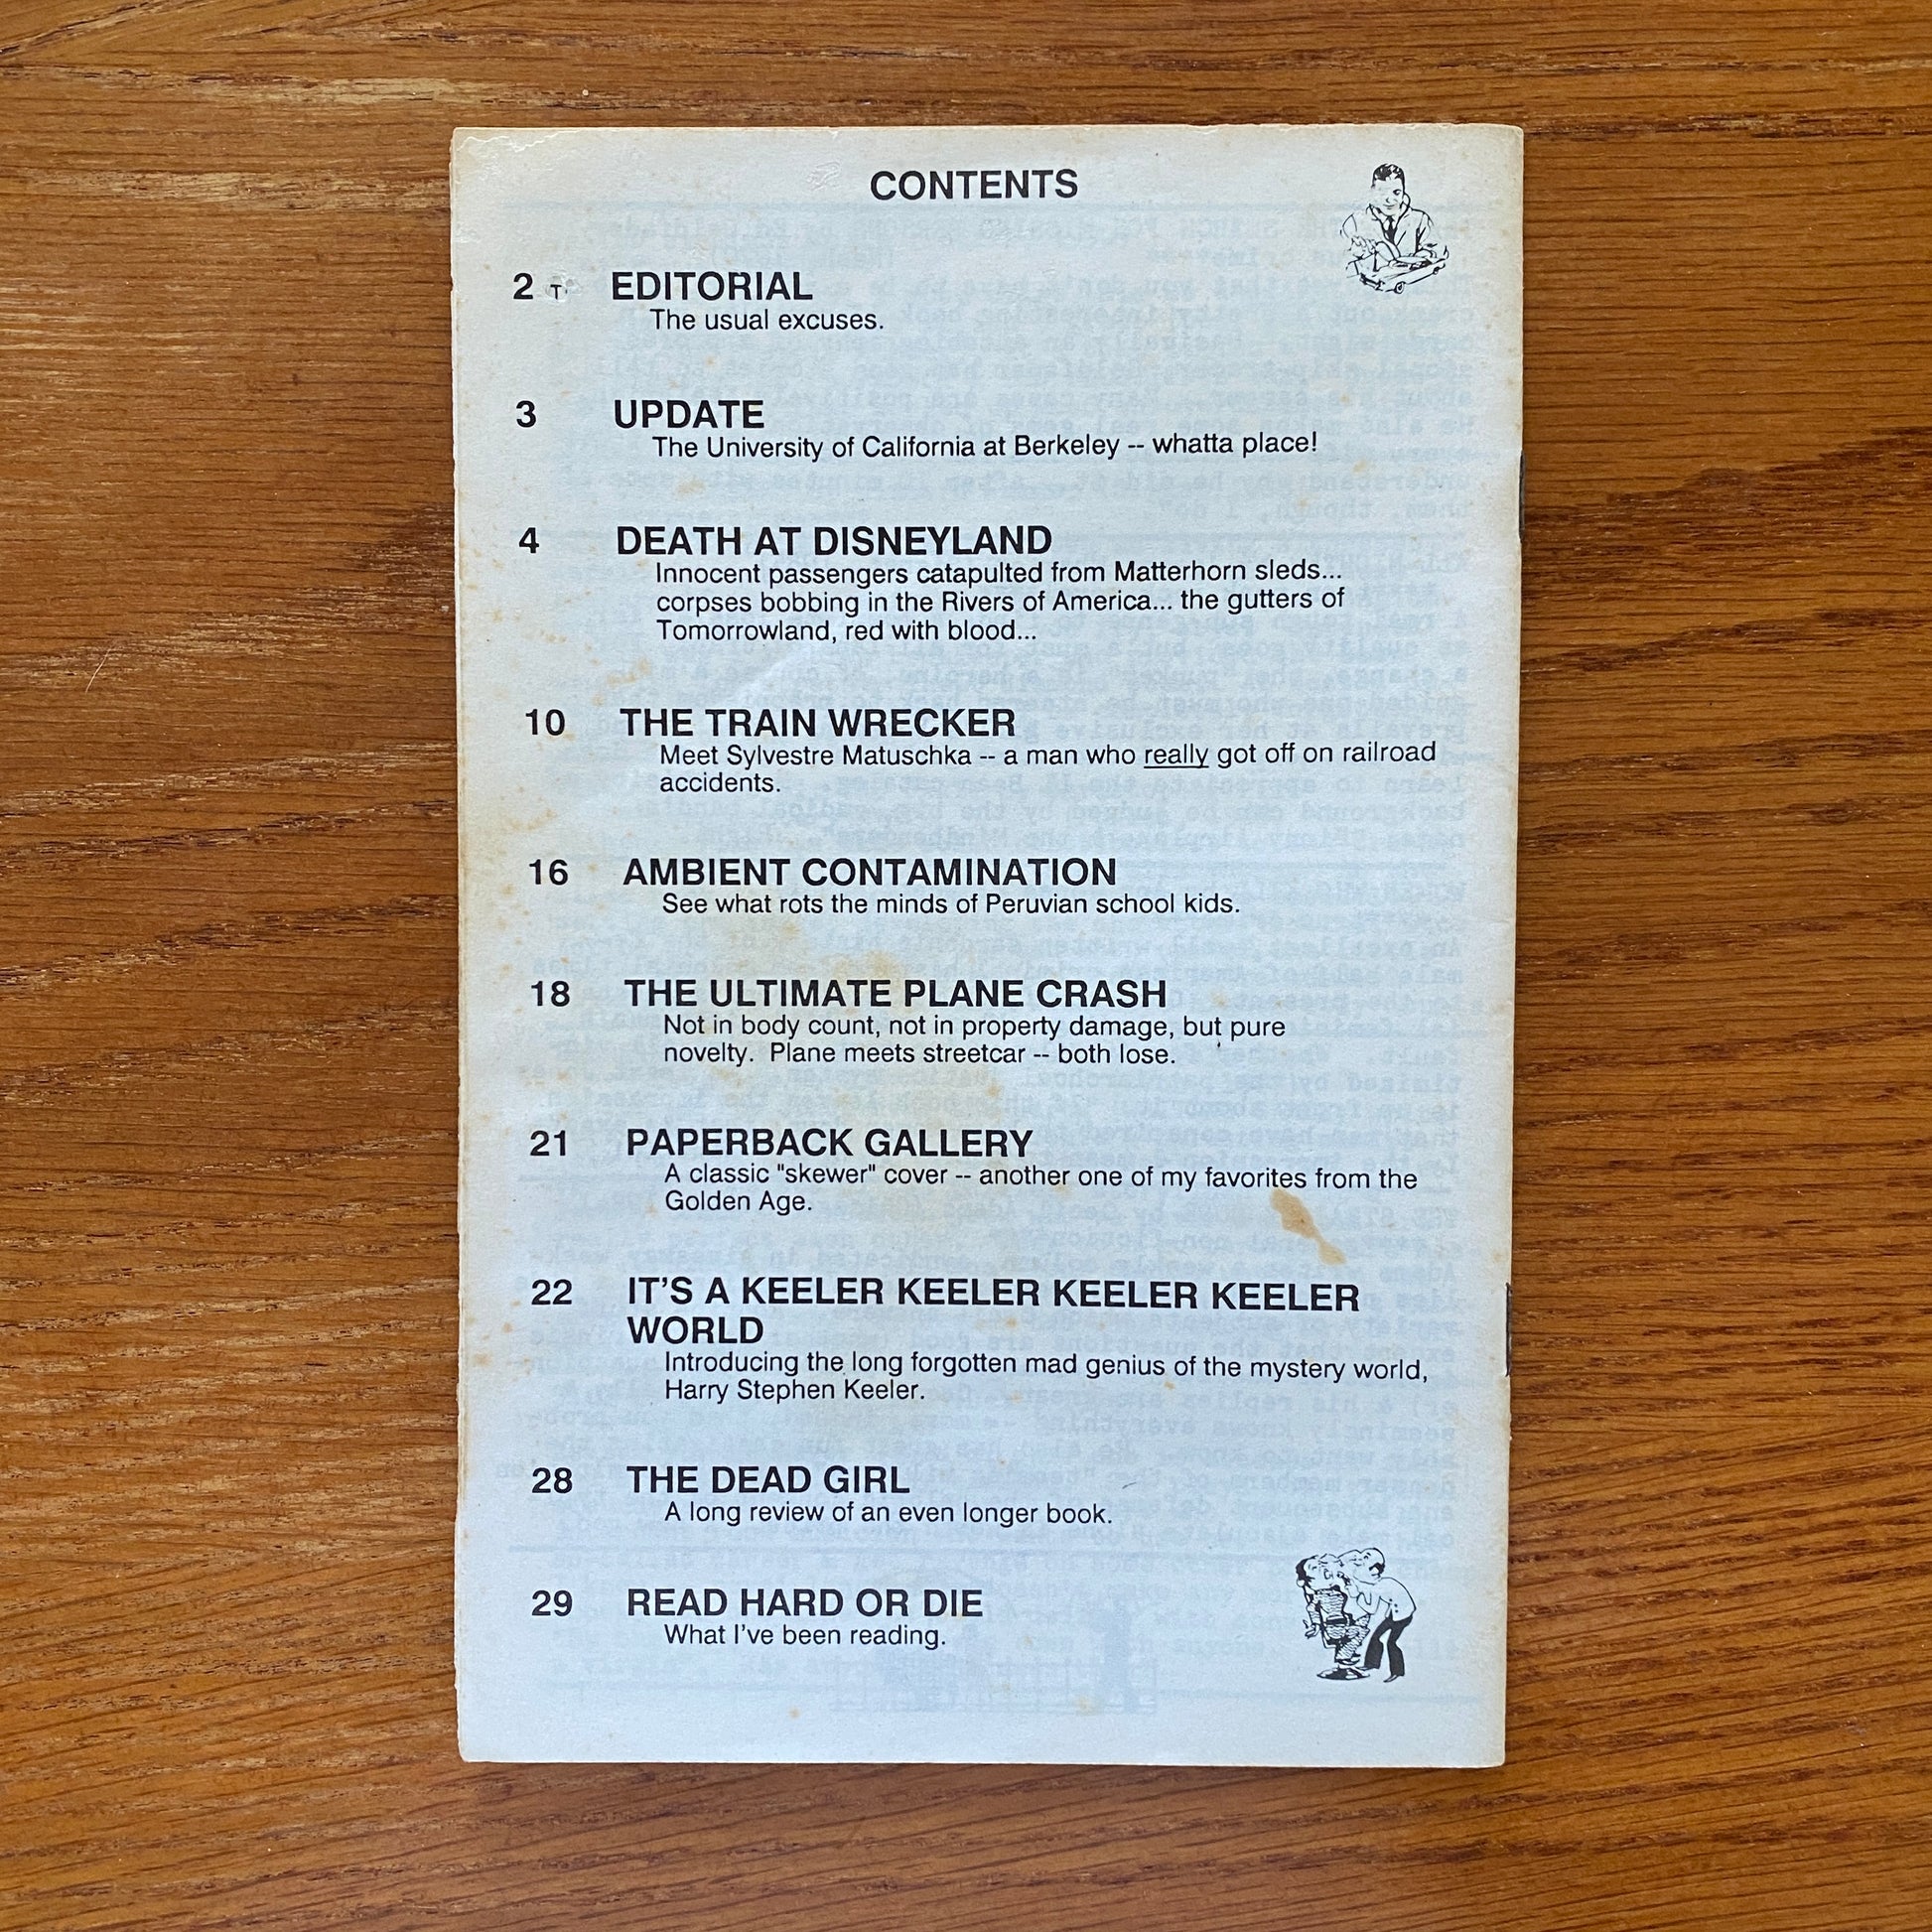 CONTENTS
2 EDITORIAL
The usual excuses.
3 UPDATE
The University of California at Berkeley -- whatta place!
4 DEATH AT DISNEYLAND
Innocent passengers catapulted from Matterhorn sleds...
corpses bobbing in the Rivers of America... the gutters of
Tomorrowland, red with blood...
10 THE TRAIN WRECKER
Meet Sylvestre Matuschka -- a man who really got off on railroad
accidents.
16 AMBIENT CONTAMINATION
See what rots the minds of Peruvian school kids.
18 THE ULTIMATE PLANE CRASH
Not in body count, not in property damage, but pure
novelty. Plane meets streetcar -- both lose.
21 PAPERBACK GALLERY
A classic "skewer" cover -- another one of my favorites from the
Golden Age.
22 IT'S A KEELER KEELER KEELER KEELER
WORLD
Introducing the long forgotten mad genius of the mystery world,
Harry Stephen Keeler.
28 THE DEAD GIRL
A long review of an even longer book.
29 READ HARD OR DIE
What I've been reading.